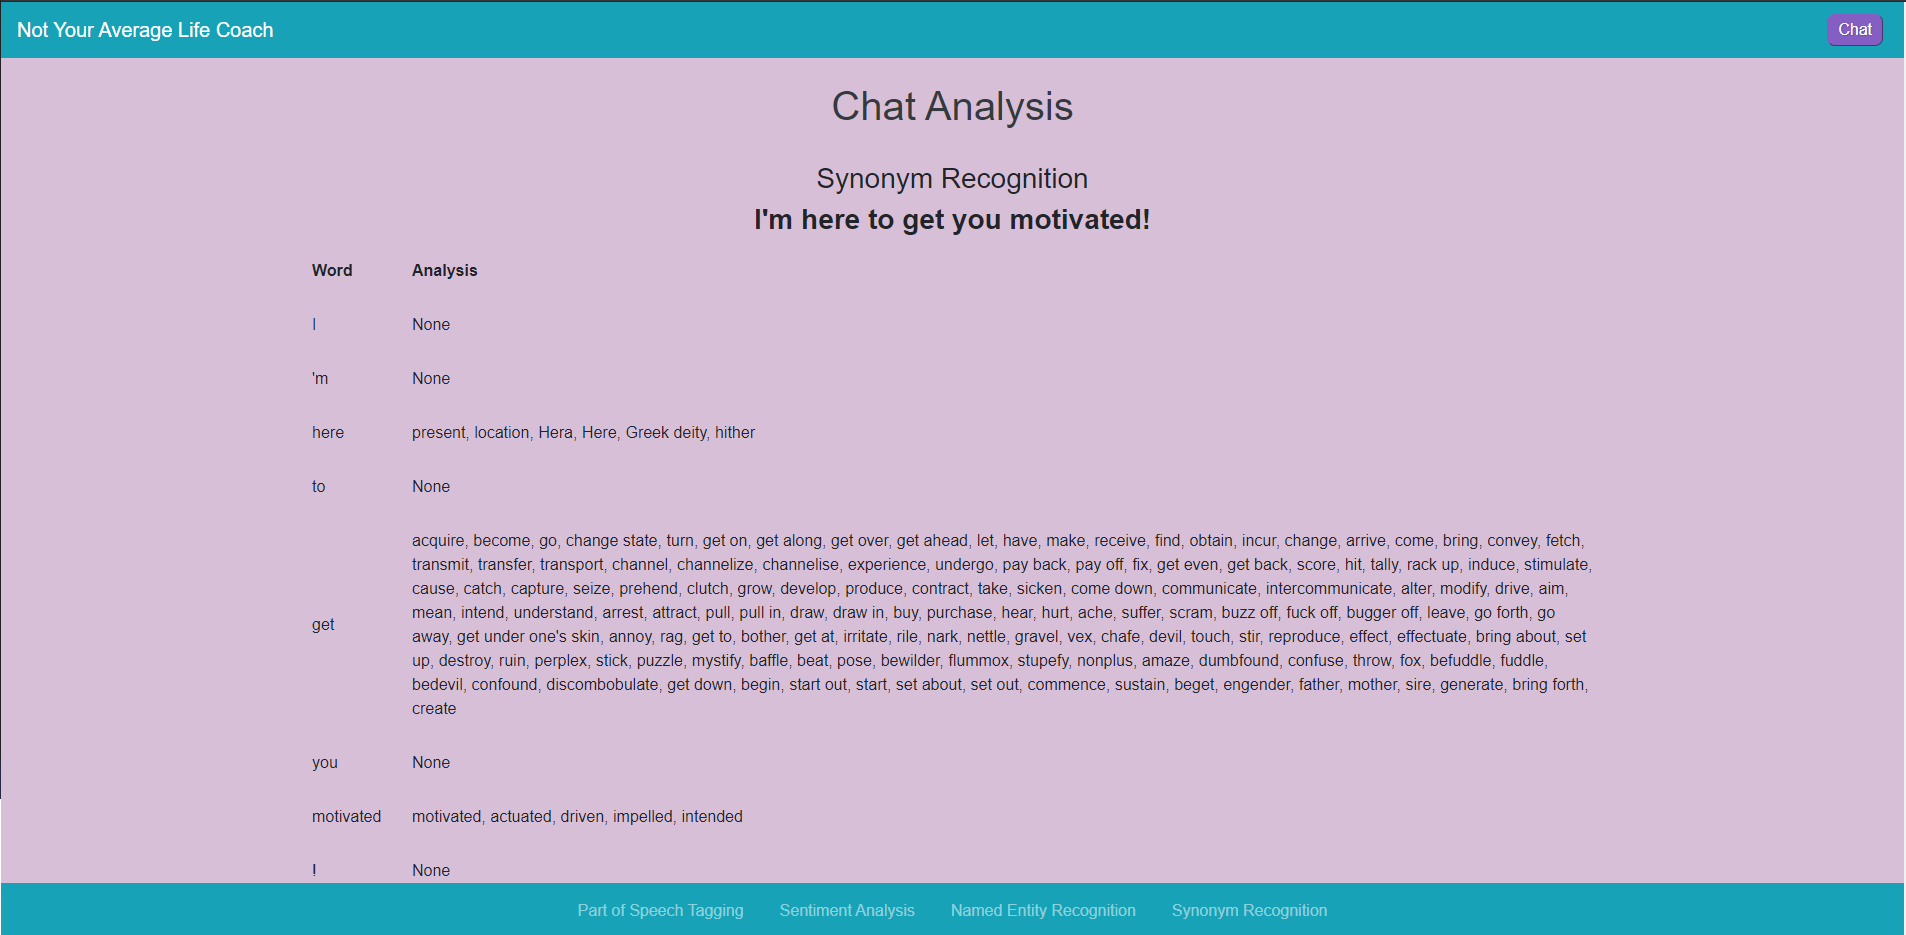 Not Your Average Life Coach
Chat
Chat Analysis
Synonym Recognition
I'm here to get you motivated!
Word Analysis
I None
'm None
here present, location, Hera, Here, Greek deity, hither
to None
acquire, become, go, change state, turn, get on, get along, get over, get ahead, let, have, make, receive, find, obtain, incur, change, arrive, come, bring, convey, fetch,
transmit, transfer, transport, channel, channelize, channelise, experience, undergo, pay back, pay off, fix, get even, get back, score, hit, tally, rack up, induce, stimulate,
cause, catch, capture, seize, prehend, clutch, grow, develop, produce, contract, take, sicken, come down, communicate, intercommunicate, alter, modify, drive, aim,
mean, intend, understand, arrest, attract, pull, pull in, draw, draw in, buy, purchase, hear, hurt, ache, suffer, scram, buzz off, fuck off, bugger off, leave, go forth, go
get
away, get under one's skin, annoy, rag, get to, bother, get at, irritate, rile, nark, nettle, gravel, vex, chafe, devil, touch, stir, reproduce, effect, effectuate, bring about, set
up, destroy, ruin, perplex, stick, puzzle, mystify, baffle, beat, pose, bewilder, flummox, stupefy, nonplus, amaze, dumbfound, confuse, throw, fox, befuddle, fuddle,
bedevil, confound, discombobulate, get down, begin, start out, start, set about, set out, commence, sustain, beget, engender, father, mother, sire, generate, bring forth,
create
you None
motivated motivated, actuated, driven, impelled, intended
! None
Part of Speech Tagging Sentiment Analysis Named Entity Recognition Synonym Recognition